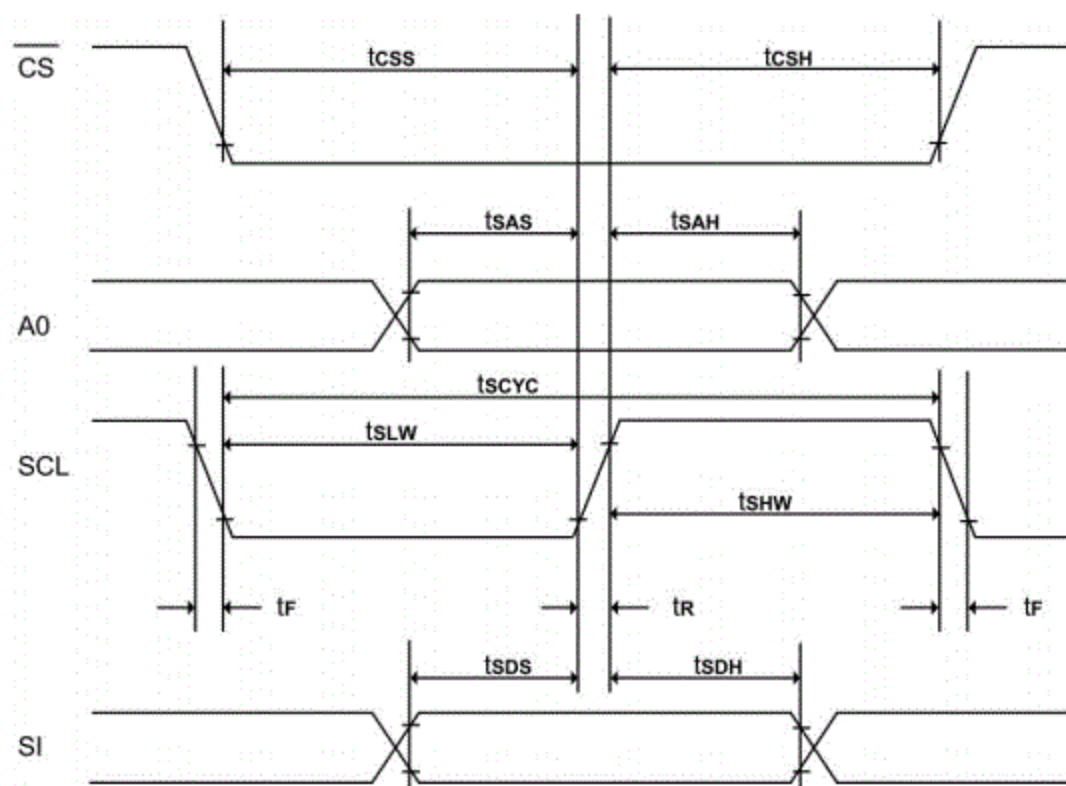 CS
tCSS
tCSH
tSAS
tSAH
A0
tSCYC
tSLW
SCL
tSHW
tF
tR
tF
tSDS
tSDH
SI